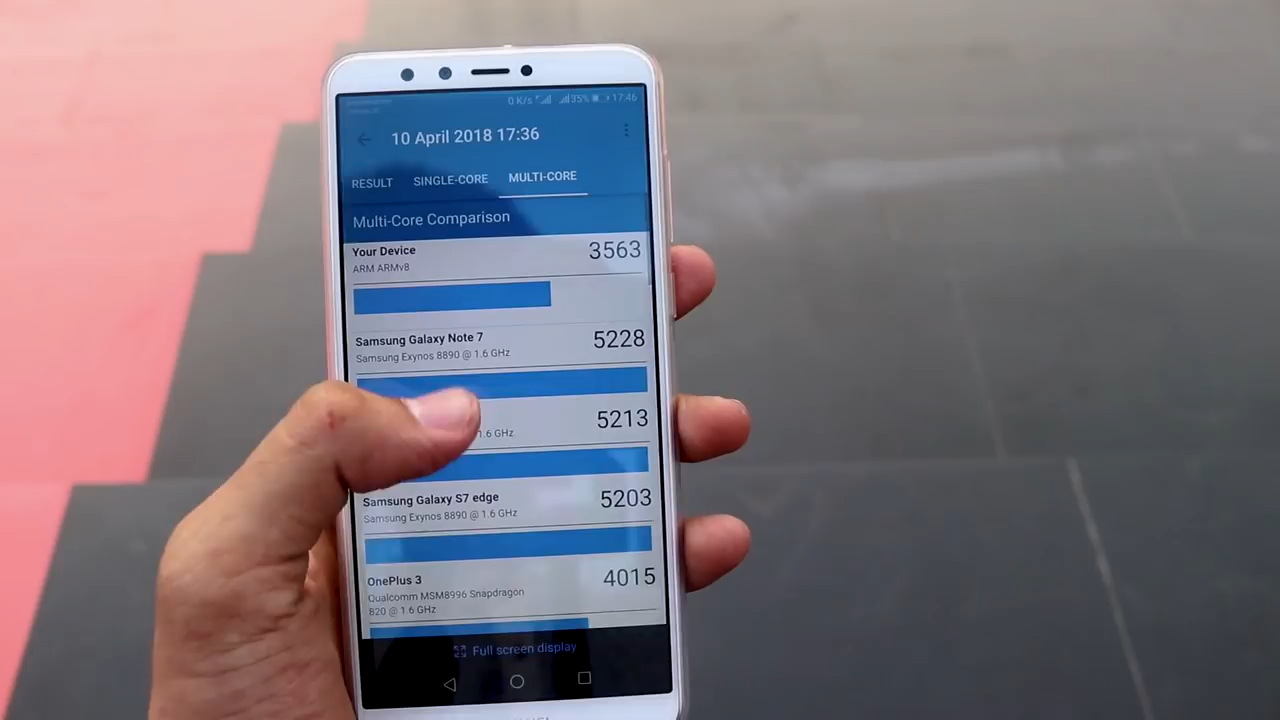 0 K/s 35% 17:46
10 April 2018 17:36
RESULT SINGLE-CORE MULTI-CORE
Multi-Core Comparison
Your Device 3563
ARM ARMv8
Samsung Galaxy Note 7 5228
Samsung Exynos 8890 @ 1.6 GHz
5213
1.6 GHz
Samsung Galaxy S7 edge 5203
Samsung Exynos 8890 @ 1.6 GHz
OnePlus 3 4015
Qualcomm MSM8996 Snapdragon
820 @ 1.6 GHz
Full screen display